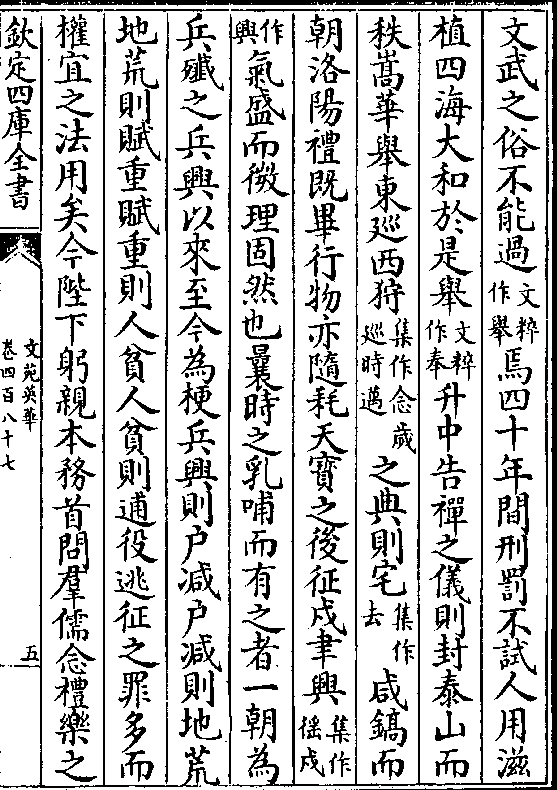 文武之俗不能過文粹作舉焉四十年間刑罰不試人用滋
植四海大和於是舉文粹作奉升中告禪之儀則封泰山而
秩嵩華舉東廵西狩集作念歲廵時邁之典則宅集作去咸鎬而
朝洛陽禮既畢行物亦隨耗天寶之後征戍聿興集作徭戍
作興氣盛而微理固然也曩時之乳哺而有之者一朝為
兵殲之兵興以來至今為梗兵興則户减户减則地荒
地荒則賦重賦重則人貧人貧則逋役逃征之罪多而
權宜之法用矣今陛下躬親本務首問羣儒念禮樂之
欽定四庫全書
文苑英華
卷四百八十七
五